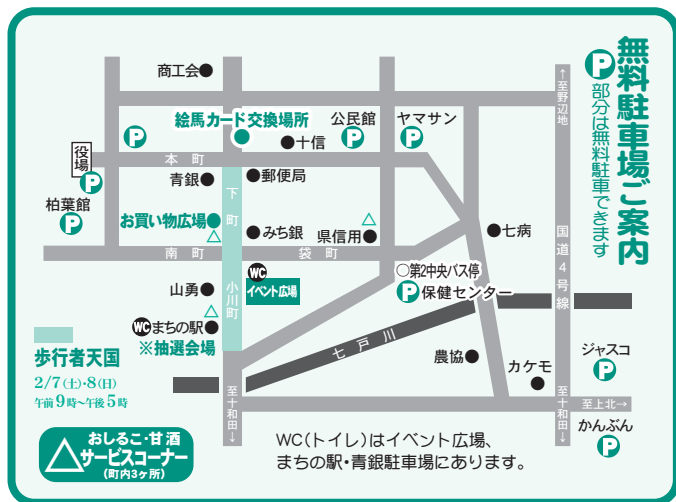 無料駐車場ご案内
P部分は無料駐車できます
商工会
絵馬カード交換場所
公民館
P
ヤマサン
P
P
十信
役場
P
本町
青銀
郵便局
下町
柏葉館
P
お買い物広場
みち銀
県信用
七病
国道4号線
↑至野辺地
南町
袋町
WC
イベント広場
小川町
山勇
○第2中央バス停
P保健センター
WCまちの駅
※抽選会場
七戸川
農協
カケモ
ジャスコ
P
歩行者天国
2/7(土)・8(日)
午前9時~午後5時
至十和田↓
至十和田↓
至上北→
かんぶん
P
おしるこ・甘酒
サービスコーナー
(町内3ヶ所)
WC(トイレ)はイベント広場、
まちの駅・青銀駐車場にあります。